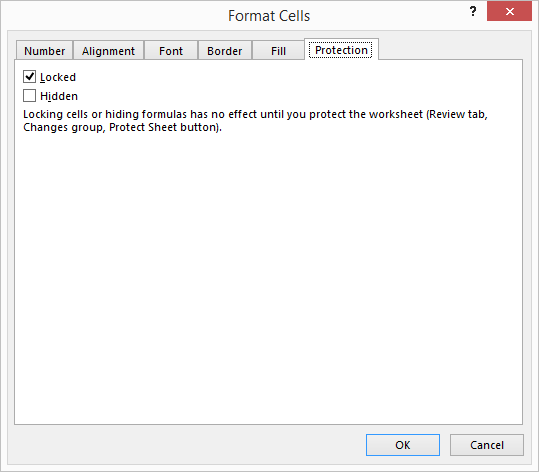 Format Cells
?
Number Alignment Font Border Fill Protection
Locked
Hidden
Locking cells or hiding formulas has no effect until you protect the worksheet (Review tab,
Changes group, Protect Sheet button).
OK Cancel